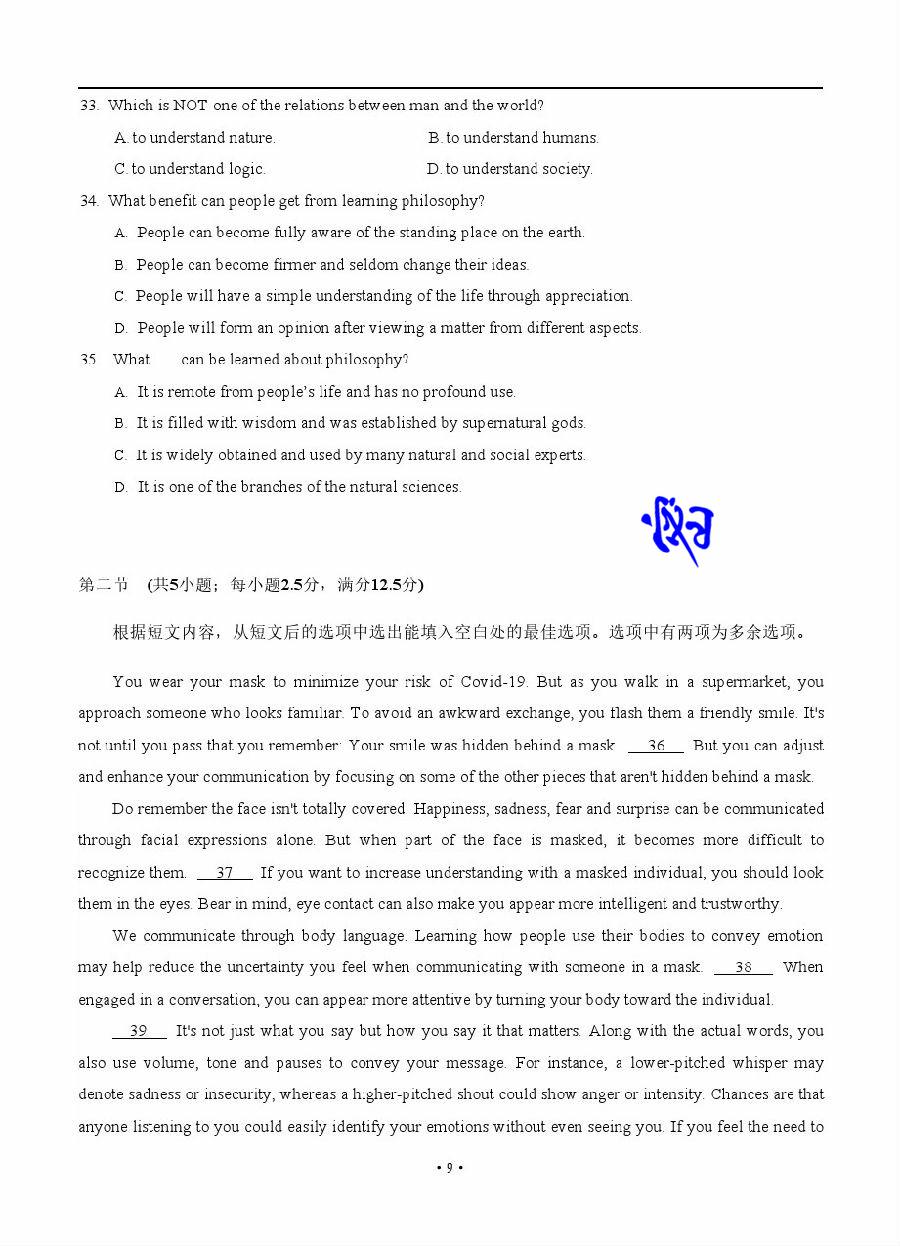 33. Which is NOT one of the relations between man and the world?
A. to understand nature. B. to understand humans.
C. to understand logic. D. to understand society.
34. What benefit can people get from learning philosophy?
A. People can become fully aware of the standing place on the earth.
B. People can become firmer and seldom change their ideas.
C. People will have a simple understanding of the life through appreciation.
D. People will form an opinion after viewing a matter from different aspects.
35 What can be learned about philosophy?
A. It is remote from people's life and has no profound use.
B. It is filled with wisdom and was established by supernatural gods.
C. It is widely obtained and used by many natural and social experts.
D. It is one of the branches of the natural sciences.
第二节 (共5小题；每小题2.5分，满分12.5分)
根据短文内容，从短文后的选项中选出能填入空白处的最佳选项。选项中有两项为多余选项。
You wear your mask to minimize your risk of Covid-19. But as you walk in a supermarket, you
approach someone who looks familiar. To avoid an awkward exchange, you flash them a friendly smile. It's
not until you pass that you remember: Your smile was hidden behind a mask. 36 But you can adjust
and enhance your communication by focusing on some of the other pieces that aren't hidden behind a mask.
Do remember the face isn't totally covered. Happiness, sadness, fear and surprise can be communicated
through facial expressions alone. But when part of the face is masked, it becomes more difficult to
recognize them. 37 If you want to increase understanding with a masked individual, you should look
them in the eyes. Bear in mind, eye contact can also make you appear more intelligent and trustworthy.
We communicate through body language. Learning how people use their bodies to convey emotion
may help reduce the uncertainty you feel when communicating with someone in a mask. 38 When
engaged in a conversation, you can appear more attentive by turning your body toward the individual.
39 It's not just what you say but how you say it that matters. Along with the actual words, you
also use volume, tone and pauses to convey your message. For instance, a lower-pitched whisper may
denote sadness or insecurity, whereas a higher-pitched shout could show anger or intensity. Chances are that
anyone listening to you could easily identify your emotions without even seeing you. If you feel the need to
• 9 •